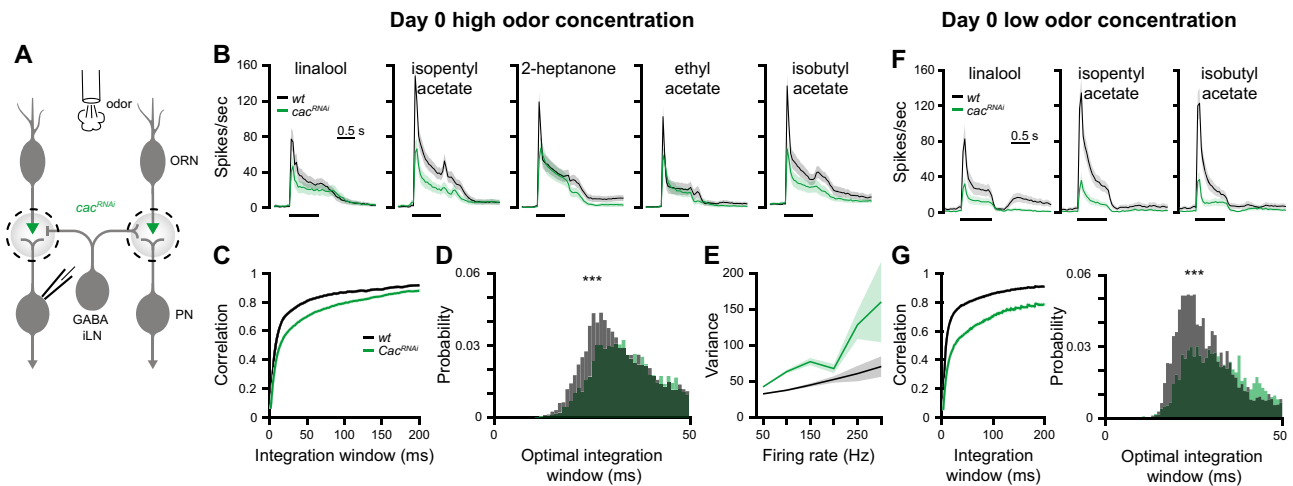 Day 0 high odor concentration
Day 0 low odor concentration
A
odor
ORN
cac^RNAi
GABA
iLN
PN
B
Spikes/sec
160
120
80
40
0
linalool
wt
cac^RNAi
0.5 s
isopentyl
acetate
2-heptanone
ethyl
acetate
isobutyl
acetate
C
Correlation
1
0.8
0.6
0.4
0.2
0
0 50 100 150 200
Integration window (ms)
wt
Cac^RNAi
D
Probability
0.06
0.03
0
***
0 50
Optimal integration
window (ms)
E
Variance
200
150
100
50
0
50 150 250
Firing rate (Hz)
F
Spikes/sec
160
120
80
40
0
linalool
wt
cac^RNAi
0.5 s
isopentyl
acetate
isobutyl
acetate
G
Correlation
1
0.8
0.6
0.4
0.2
0
0 100 200
Integration
window (ms)
Probability
0.06
0.03
0
***
0 50
Optimal integration
window (ms)